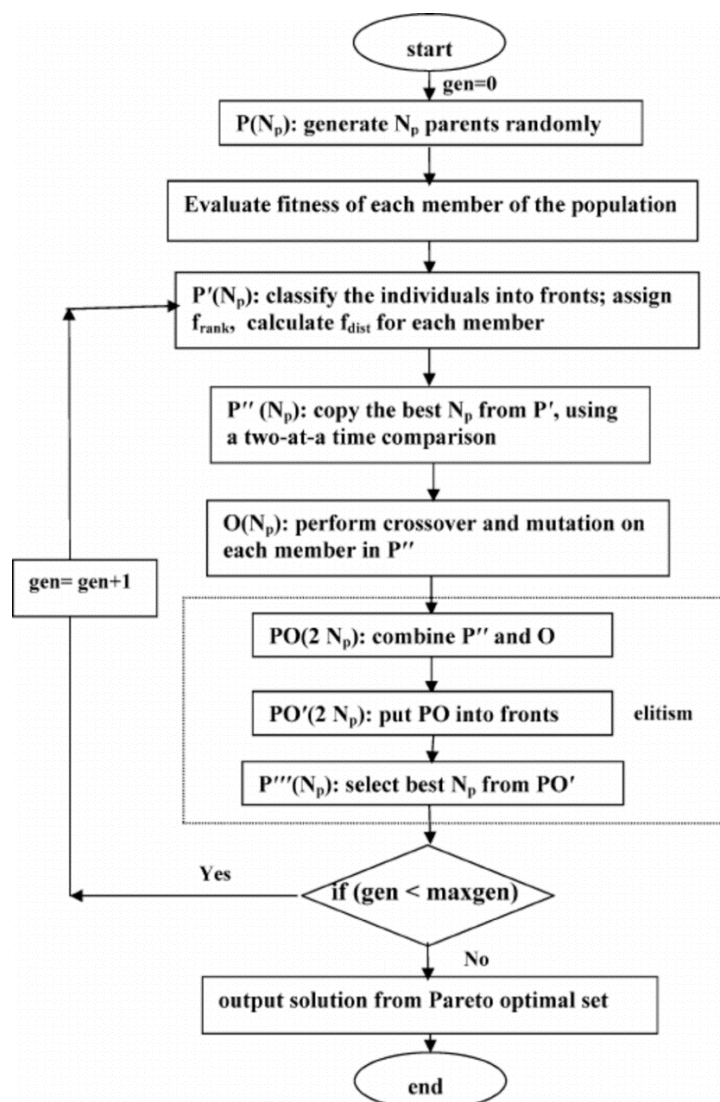 start
gen=0
P(Nₚ): generate Nₚ parents randomly
Evaluate fitness of each member of the population
P′(Nₚ): classify the individuals into fronts; assign
f_rank, calculate f_dist for each member
P′′ (Nₚ): copy the best Nₚ from P′, using
a two-at-a time comparison
O(Nₚ): perform crossover and mutation on
each member in P′′
gen= gen+1
PO(2 Nₚ): combine P′′ and O
PO′(2 Nₚ): put PO into fronts
elitism
P′′′(Nₚ): select best Nₚ from PO′
Yes
if (gen < maxgen)
No
output solution from Pareto optimal set
end